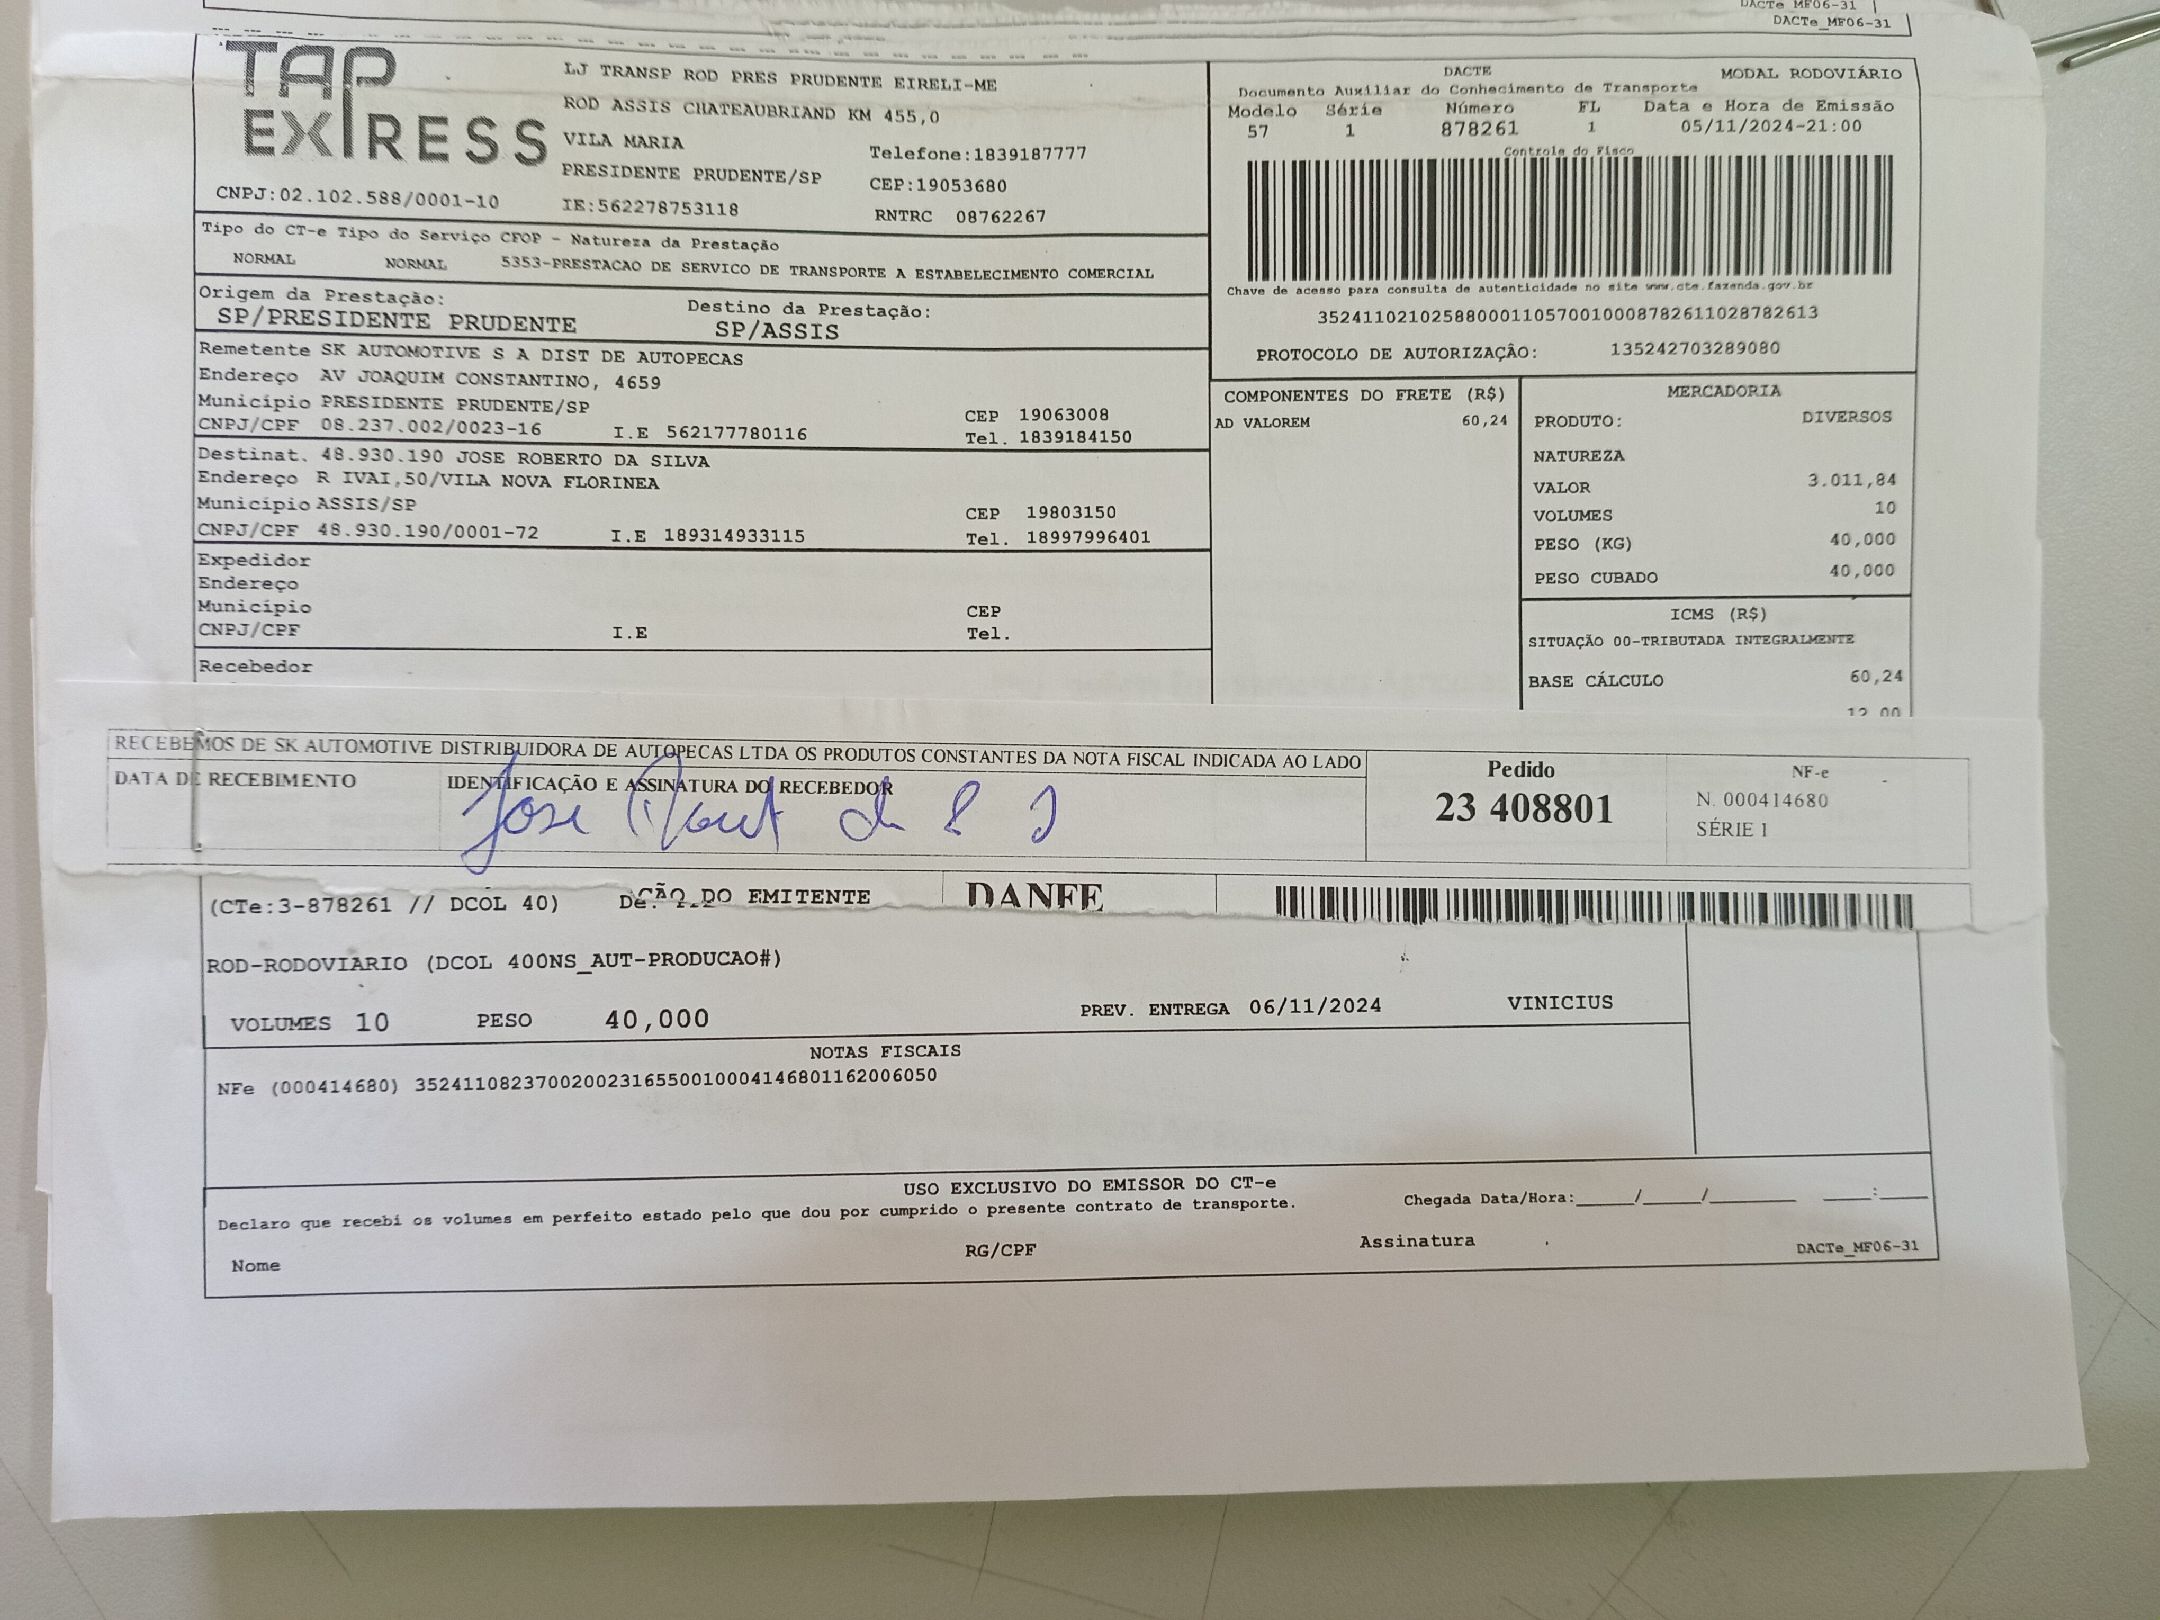 DACTe_MF06-31
DACTe_MF06-31
TAP
EXPRESS
CNPJ:02.102.588/0001-10
LJ TRANSP ROD PRES PRUDENTE EIRELI-ME
ROD ASSIS CHATEAUBRIAND KM 455,0
VILA MARIA
Telefone:1839187777
PRESIDENTE PRUDENTE/SP
CEP:19053680
IE:562278753118
RNTRC 08762267
DACTE
MODAL RODOVIÁRIO
Documento Auxiliar do Conhecimento de Transporte
Modelo Série Número FL Data e Hora de Emissão
57 1 878261 1 05/11/2024-21:00
Controle do Fisco
Chave de acesso para consulta de autenticidade no site www.cte.fazenda.gov.br
35241102102588000110570010008782611028782613
PROTOCOLO DE AUTORIZAÇÃO: 135242703289080
Tipo do CT-e Tipo do Serviço CFOP - Natureza da Prestação
NORMAL NORMAL 5353-PRESTACAO DE SERVICO DE TRANSPORTE A ESTABELECIMENTO COMERCIAL
Origem da Prestação: Destino da Prestação:
SP/PRESIDENTE PRUDENTE SP/ASSIS
Remetente SK AUTOMOTIVE S A DIST DE AUTOPECAS
Endereço AV JOAQUIM CONSTANTINO, 4659
Município PRESIDENTE PRUDENTE/SP CEP 19063008
CNPJ/CPF 08.237.002/0023-16 I.E 562177780116 Tel. 1839184150
Destinat. 48.930.190 JOSE ROBERTO DA SILVA
Endereço R IVAI,50/VILA NOVA FLORINEA
Município ASSIS/SP CEP 19803150
CNPJ/CPF 48.930.190/0001-72 I.E 189314933115 Tel. 18997996401
Expedidor
Endereço
Município CEP
CNPJ/CPF I.E Tel.
Recebedor
COMPONENTES DO FRETE (R$)
AD VALOREM 60,24
MERCADORIA
PRODUTO: DIVERSOS
NATUREZA
VALOR 3.011,84
VOLUMES 10
PESO (KG) 40,000
PESO CUBADO 40,000
ICMS (R$)
SITUAÇÃO 00-TRIBUTADA INTEGRALMENTE
BASE CÁLCULO 60,24
12,00
RECEBEMOS DE SK AUTOMOTIVE DISTRIBUIDORA DE AUTOPECAS LTDA OS PRODUTOS CONSTANTES DA NOTA FISCAL INDICADA AO LADO
DATA DE RECEBIMENTO IDENTIFICAÇÃO E ASSINATURA DO RECEBEDOR
Jose
Pedido
23 408801
NF-e
N. 000414680
SÉRIE 1
(CTe:3-878261 // DCOL 40)
ÇÃO DO EMITENTE
DANFE
ROD-RODOVIARIO (DCOL 400NS_AUT-PRODUCAO#)
VOLUMES 10 PESO 40,000 PREV. ENTREGA 06/11/2024 VINICIUS
NOTAS FISCAIS
NFe (000414680) 35241108237002002316550010004146801162006050
USO EXCLUSIVO DO EMISSOR DO CT-e
Declaro que recebi os volumes em perfeito estado pelo que dou por cumprido o presente contrato de transporte.
Chegada Data/Hora:____/____/______ ___:___
Nome RG/CPF Assinatura
DACTe_MF06-31